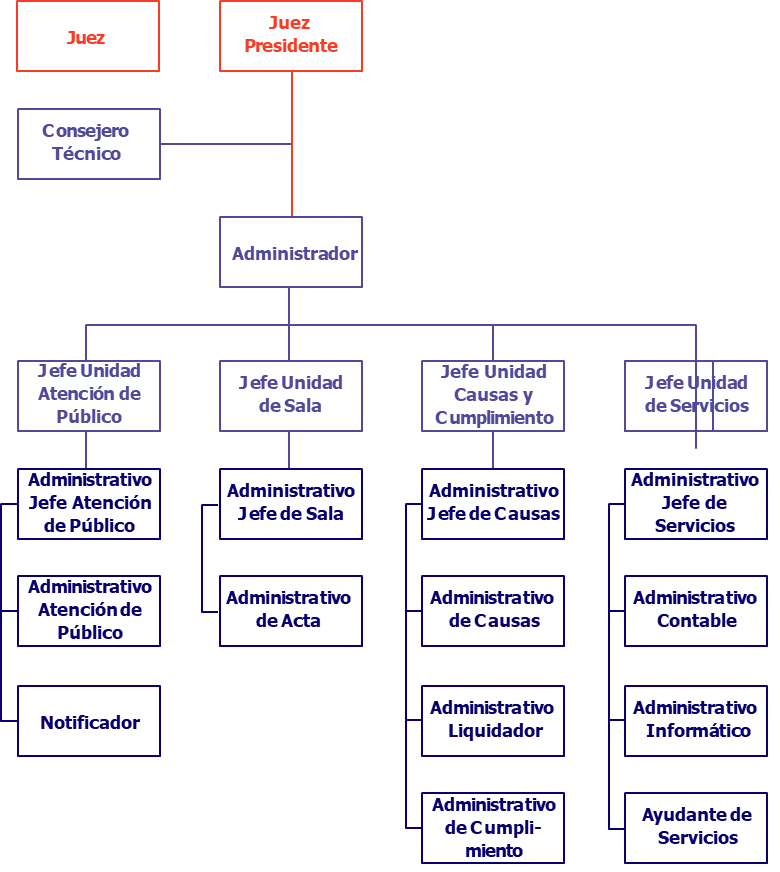 Juez
Juez
Presidente
Consejero
Técnico
Administrador
Jefe Unidad
Atención de
Público
Jefe Unidad
de Sala
Jefe Unidad
Causas y
Cumplimiento
Jefe Unidad
de Servicios
Administrativo
Jefe Atención
de Público
Administrativo
Jefe de Sala
Administrativo
Jefe de Causas
Administrativo
Jefe de
Servicios
Administrativo
Atención de
Público
Administrativo
de Acta
Administrativo
de Causas
Administrativo
Contable
Notificador
Administrativo
Liquidador
Administrativo
Informático
Administrativo
de Cumpli-
miento
Ayudante de
Servicios